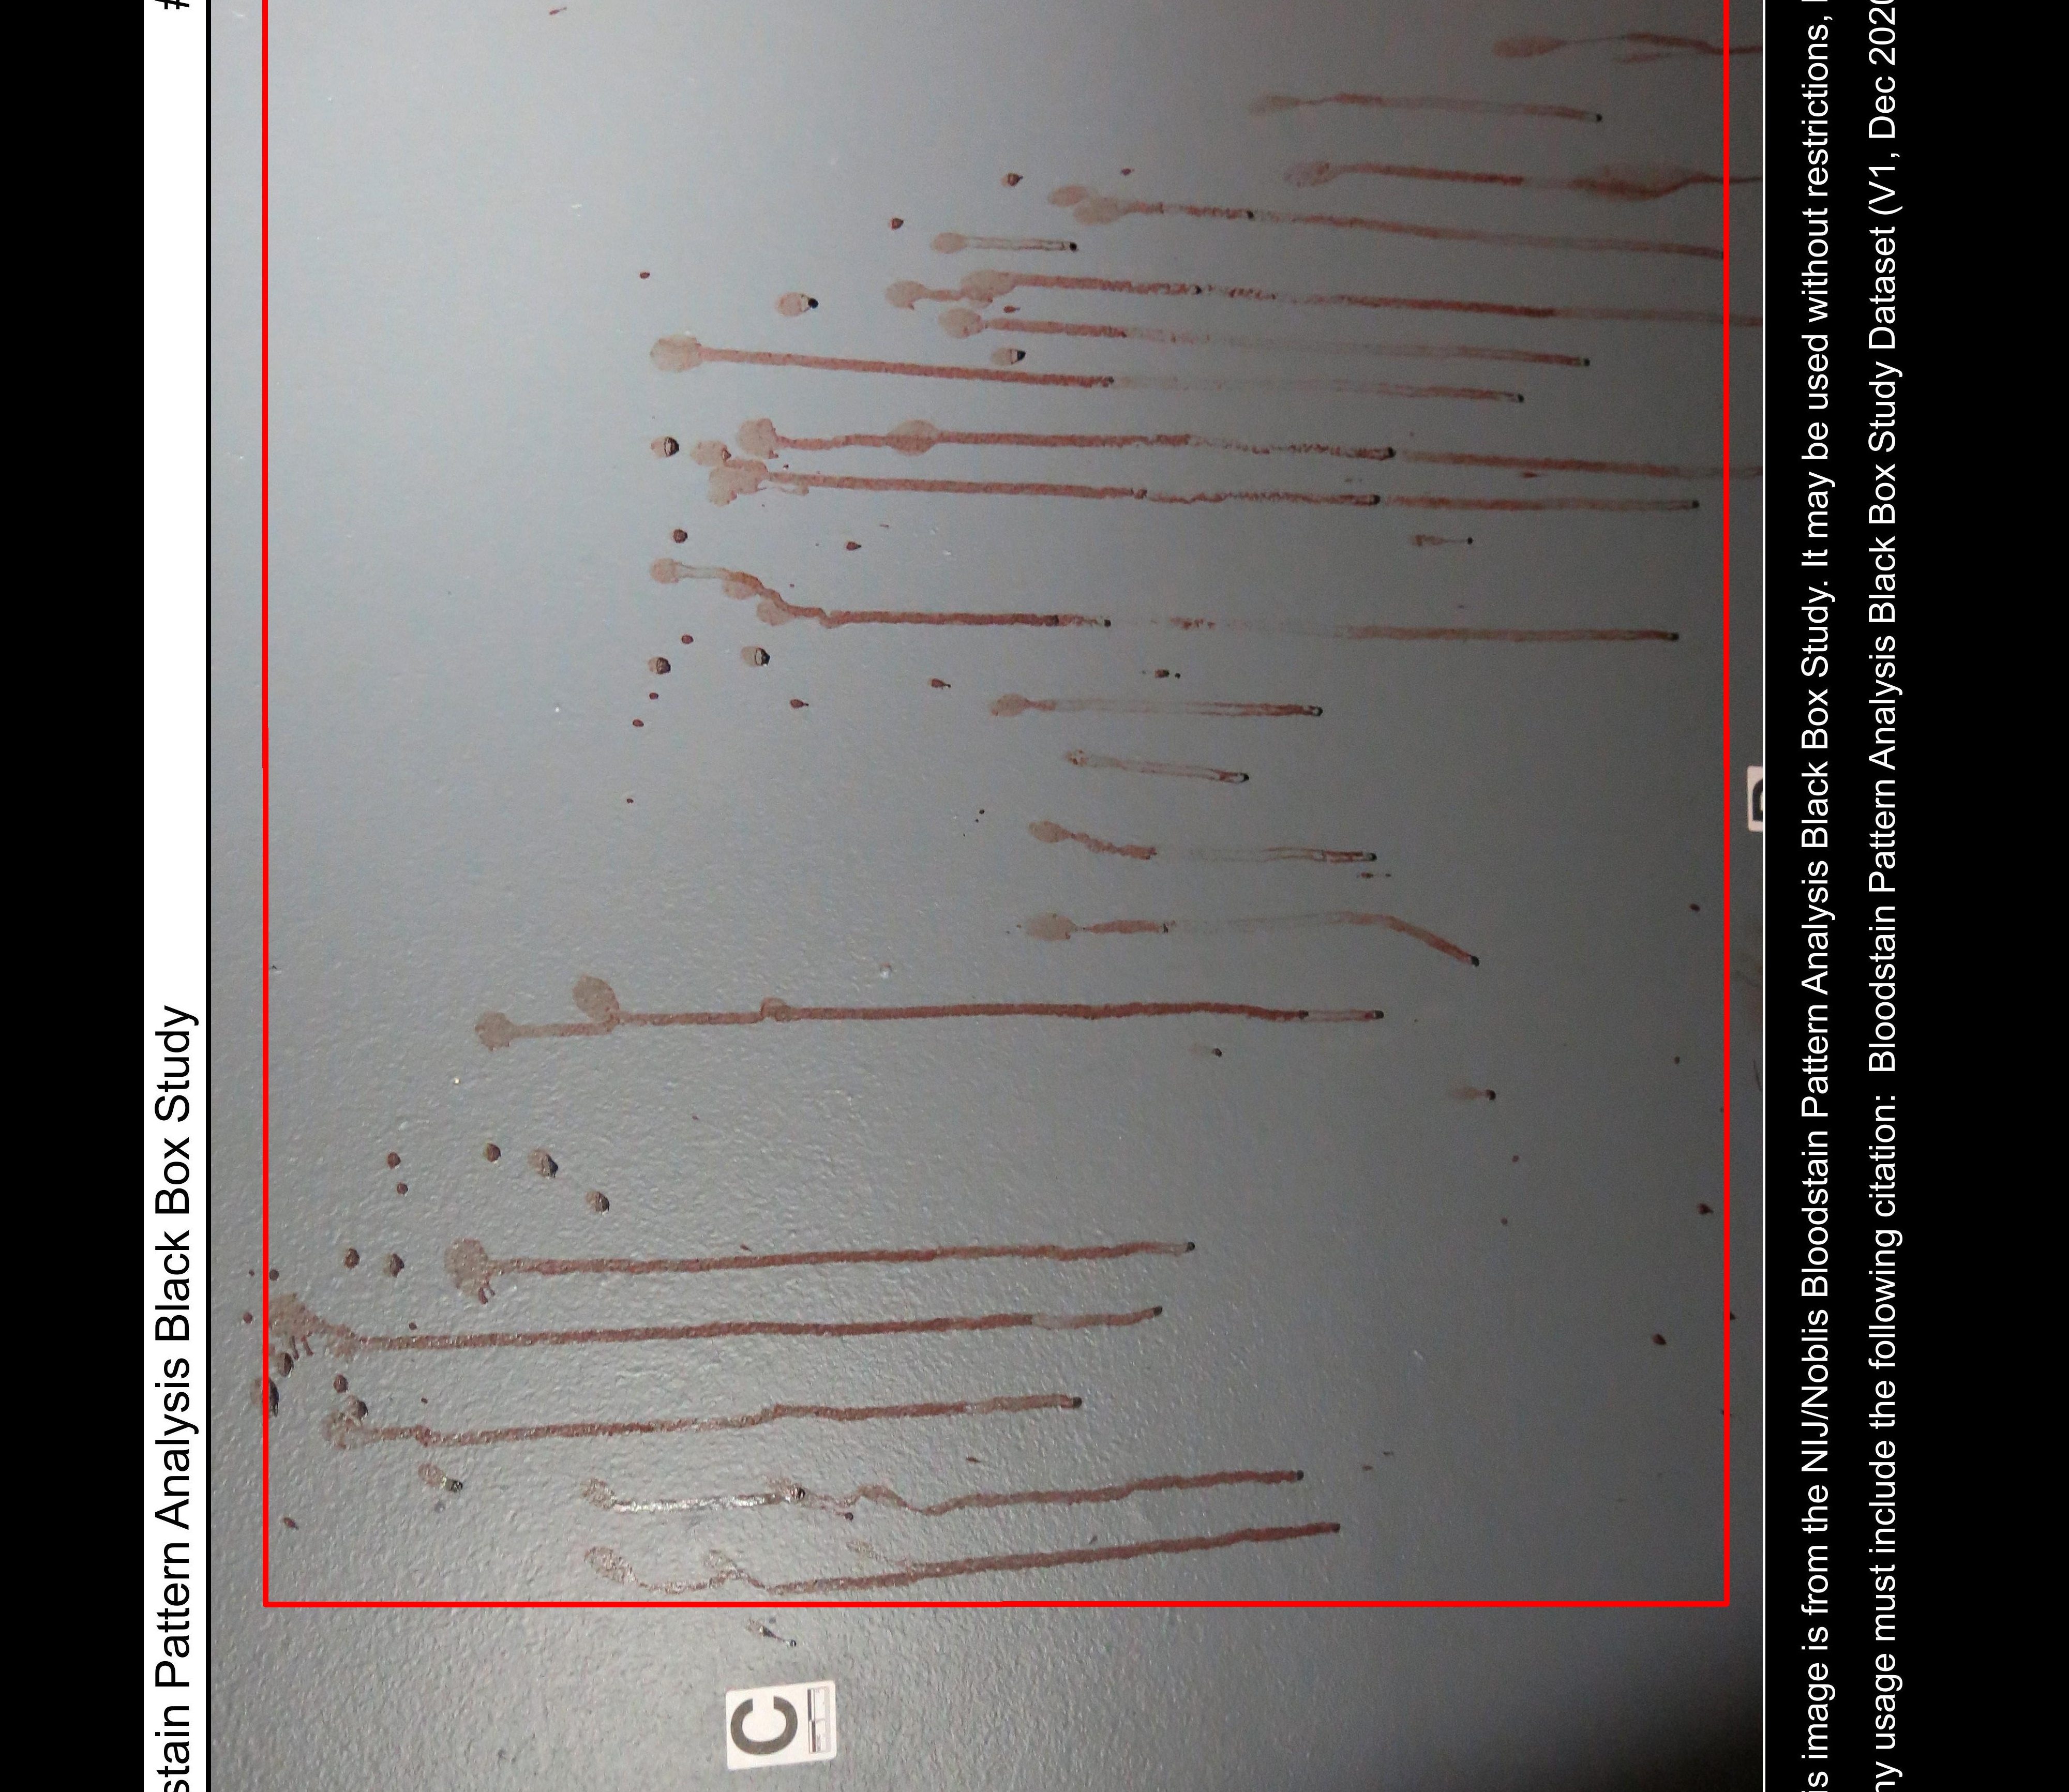 stain Pattern Analysis Black Box Study #
C
is image is from the NIJ/Noblis Bloodstain Pattern Analysis Black Box Study. It may be used without restrictions,
ny usage must include the following citation: Bloodstain Pattern Analysis Black Box Study Dataset (V1, Dec 2020